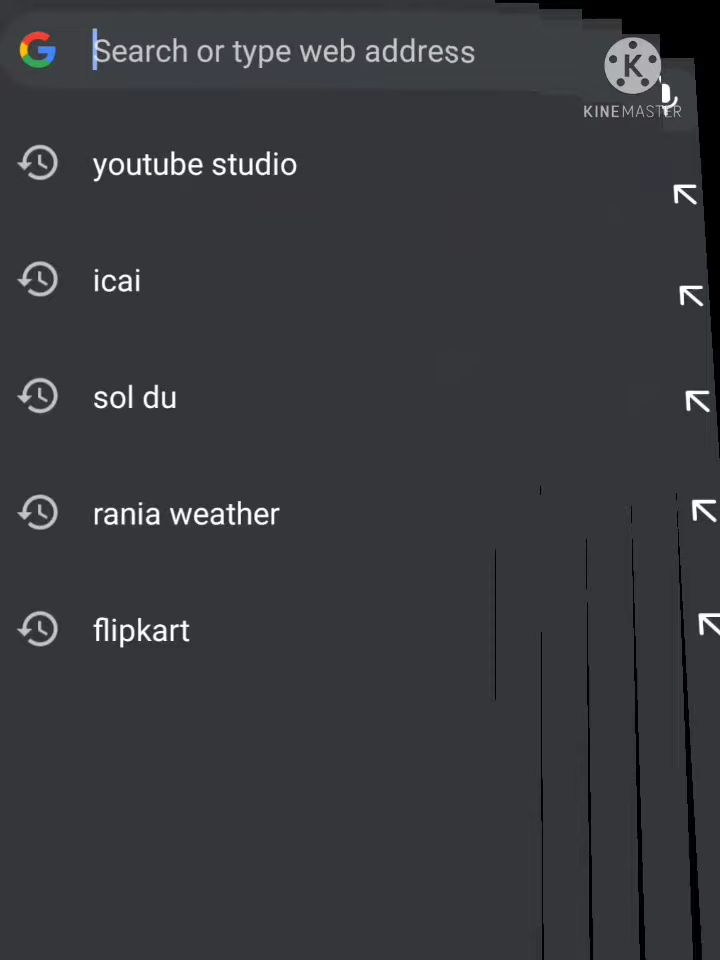 Search or type web address
K
KINEMASTER
youtube studio
icai
sol du
rania weather
flipkart